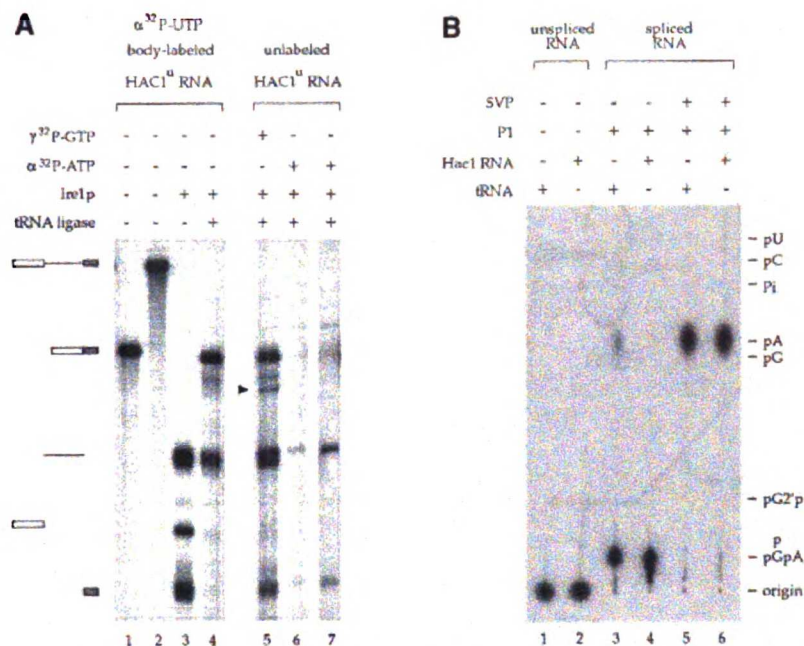 A
α³²P-UTP
body-labeled
HAC1ᵘ RNA
unlabeled
HAC1ᵘ RNA
γ³²P-GTP - - - - + - -
α³²P-ATP - - - - - + +
Ire1p - - + + + + +
tRNA ligase - - - + + + +
1 2 3 4 5 6 7
B
unspliced
RNA
spliced
RNA
SVP - - - - + +
P1 - - + + + +
Hac1 RNA - + - + - +
tRNA + - + - + -
pU
pC
Pi
pA
pG
pG2'p
p
pGpA
origin
1 2 3 4 5 6